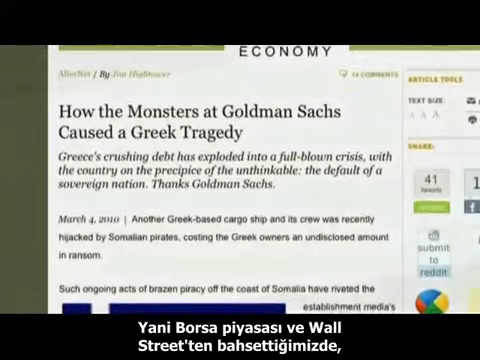 ECONOMY
AlterNet / By Jim Hightower
14 COMMENTS
ARTICLE TOOLS
TEXT SIZE:
A A A
How the Monsters at Goldman Sachs
Caused a Greek Tragedy
Greece's crushing debt has exploded into a full-blown crisis, with
the country on the precipice of the unthinkable: the default of a
sovereign nation. Thanks Goldman Sachs.
SHARE:
41
tweets
submit
to
reddit
March 4, 2010 | Another Greek-based cargo ship and its crew was recently
hijacked by Somalian pirates, costing the Greek owners an undisclosed amount
in ransom.
Such ongoing acts of brazen piracy off the coast of Somalia have riveted the
establishment media's
Yani Borsa piyasası ve Wall
Street'ten bahsettiğimizde,